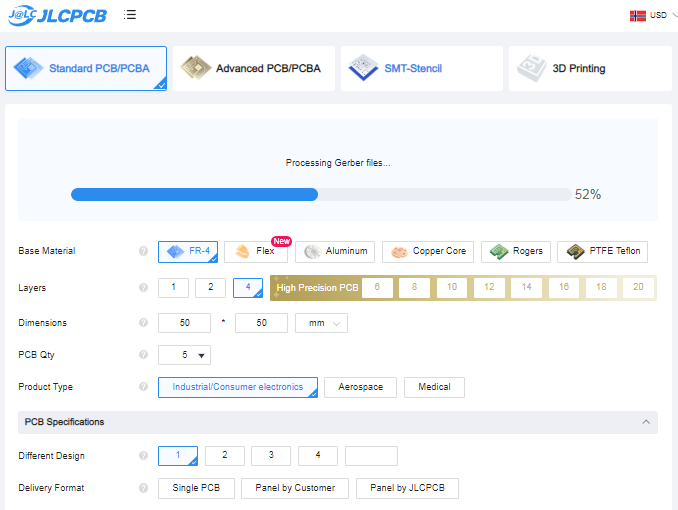 J@LC JLCPCB USD
Standard PCB/PCBA Advanced PCB/PCBA SMT-Stencil 3D Printing
Processing Gerber files...
52%
New
Base Material ? FR-4 Flex Aluminum Copper Core Rogers PTFE Teflon
Layers ? 1 2 4 High Precision PCB 6 8 10 12 14 16 18 20
Dimensions ? 50 * 50 mm
PCB Qty ? 5
Product Type ? Industrial/Consumer electronics Aerospace Medical
PCB Specifications
Different Design ? 1 2 3 4
Delivery Format ? Single PCB Panel by Customer Panel by JLCPCB